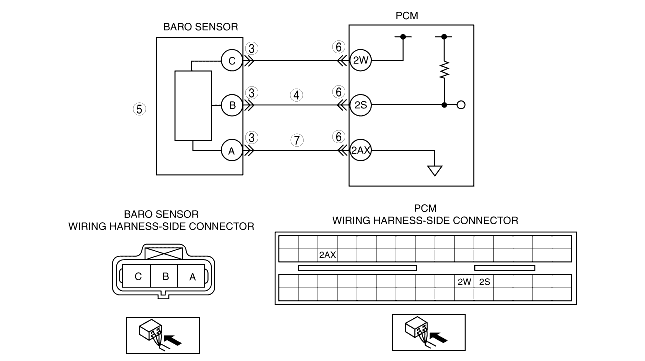 PCM
BARO SENSOR
C 3 6 2W
5 B 3 4 6 2S
A 3 7 6 2AX
BARO SENSOR
WIRING HARNESS-SIDE CONNECTOR
C B A
PCM
WIRING HARNESS-SIDE CONNECTOR
2AX
2W 2S